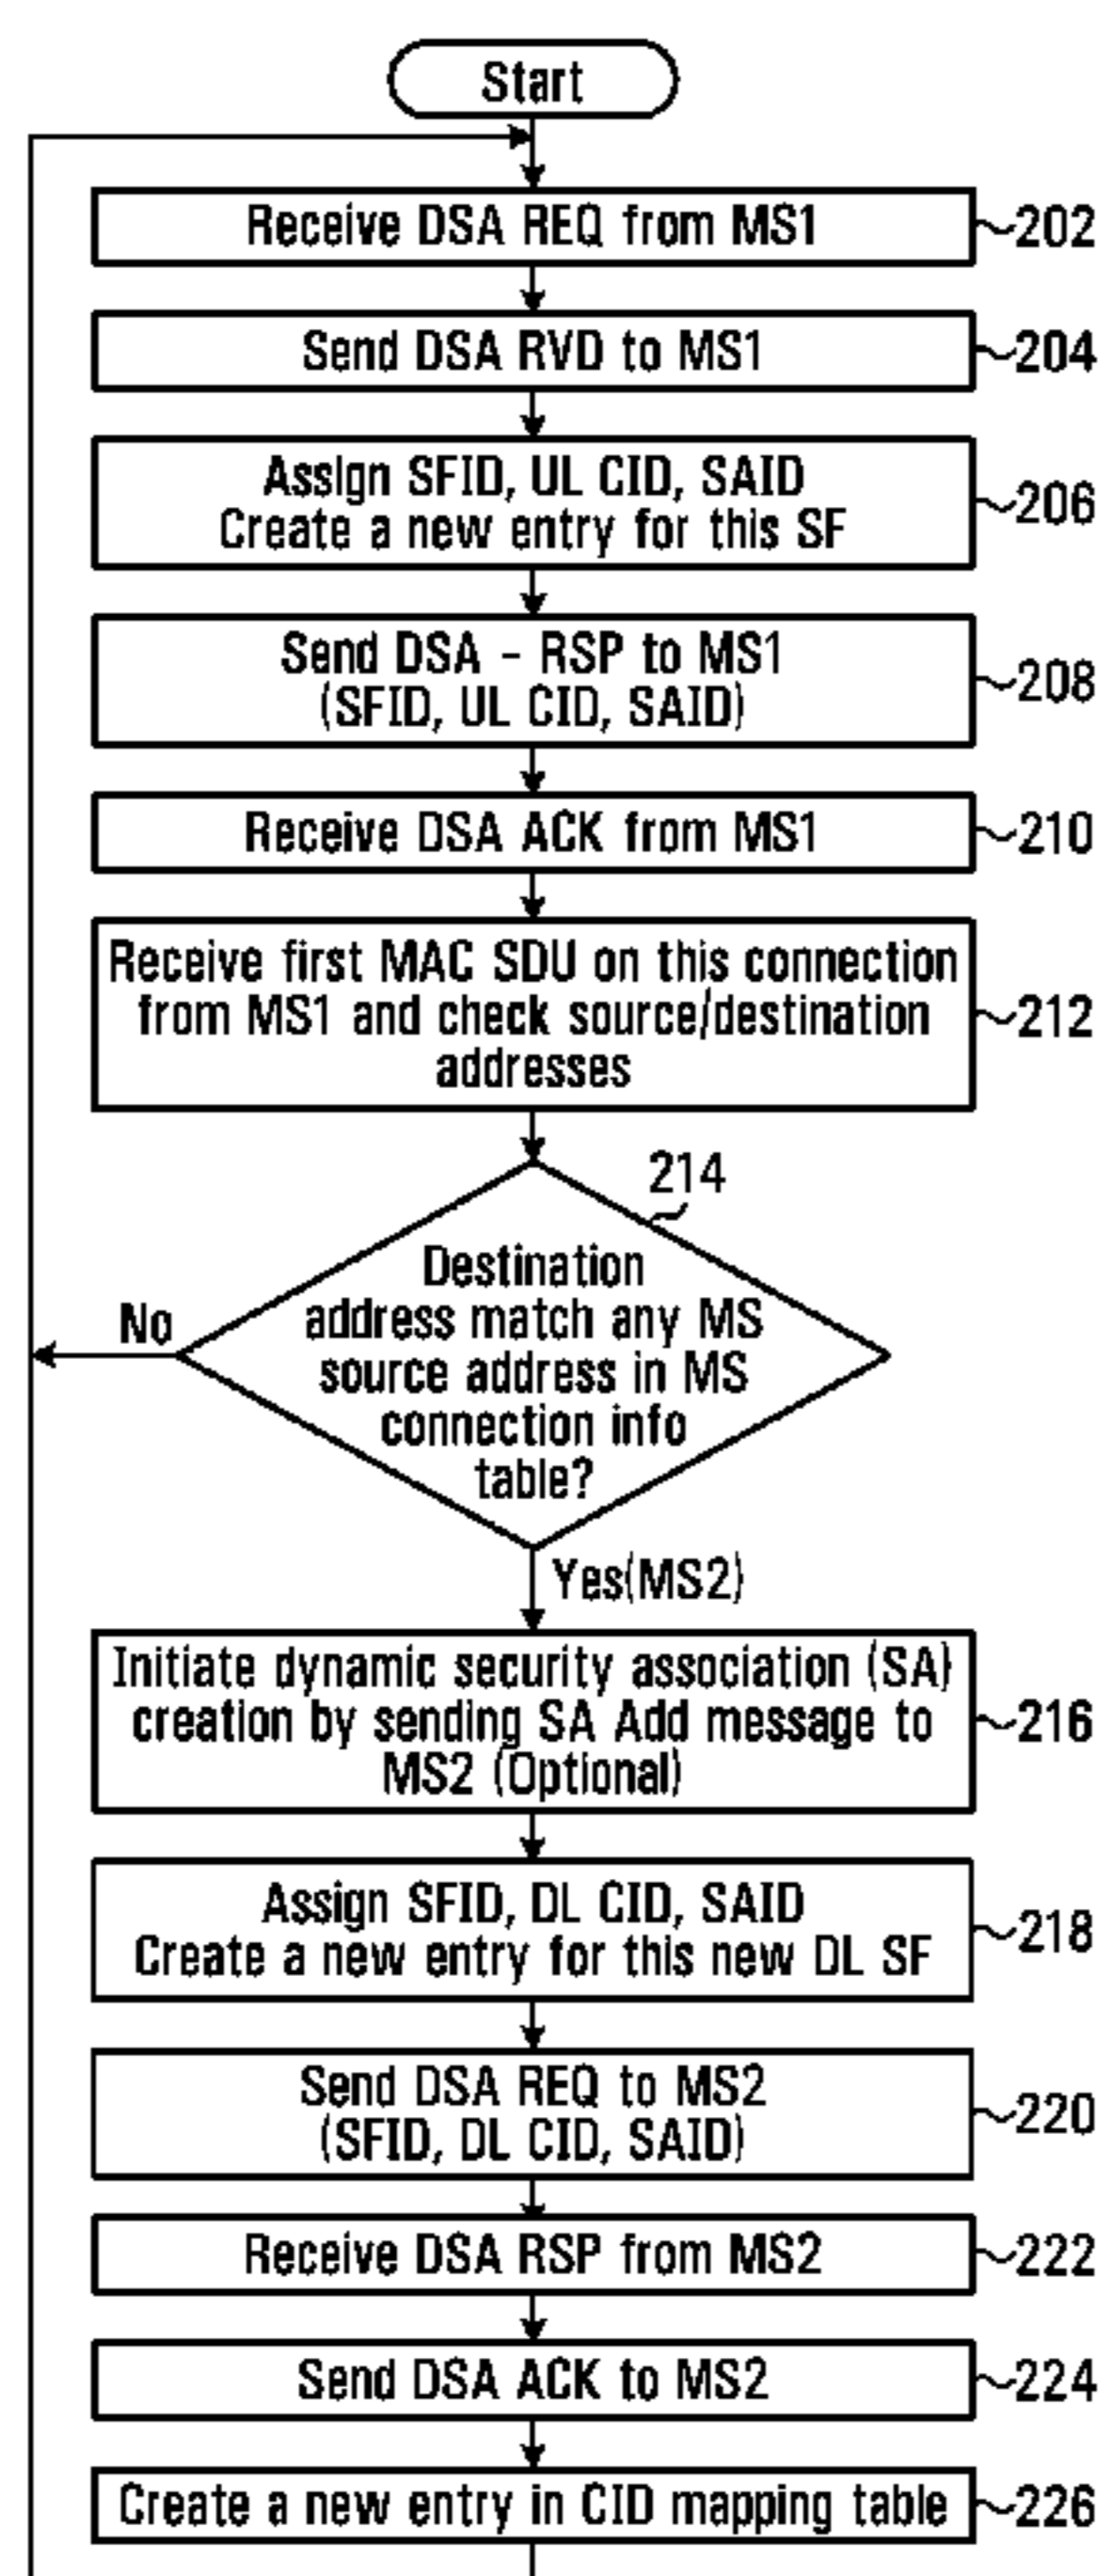 Start
Receive DSA REQ from MS1
202
Send DSA RVD to MS1
204
Assign SFID, UL CID, SAID
Create a new entry for this SF
206
Send DSA - RSP to MS1
(SFID, UL CID, SAID)
208
Receive DSA ACK from MS1
210
Receive first MAC SDU on this connection
from MS1 and check source/destination
addresses
212
214
Destination
address match any MS
source address in MS
connection info
table?
No
Yes(MS2)
Initiate dynamic security association (SA)
creation by sending SA Add message to
MS2 (Optional)
216
Assign SFID, DL CID, SAID
Create a new entry for this new DL SF
218
Send DSA REQ to MS2
(SFID, DL CID, SAID)
220
Receive DSA RSP from MS2
222
Send DSA ACK to MS2
224
Create a new entry in CID mapping table
226